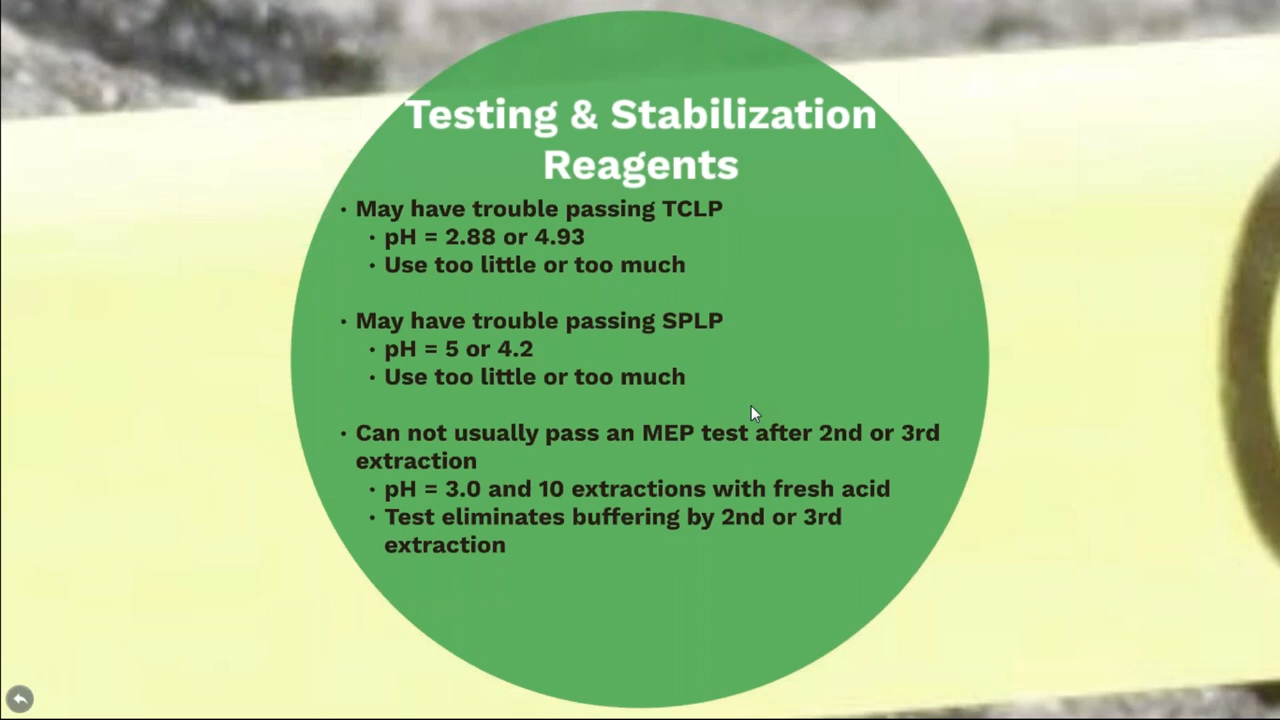 Testing & Stabilization
Reagents
• May have trouble passing TCLP
• pH = 2.88 or 4.93
• Use too little or too much
• May have trouble passing SPLP
• pH = 5 or 4.2
• Use too little or too much
• Can not usually pass an MEP test after 2nd or 3rd
extraction
• pH = 3.0 and 10 extractions with fresh acid
• Test eliminates buffering by 2nd or 3rd
extraction